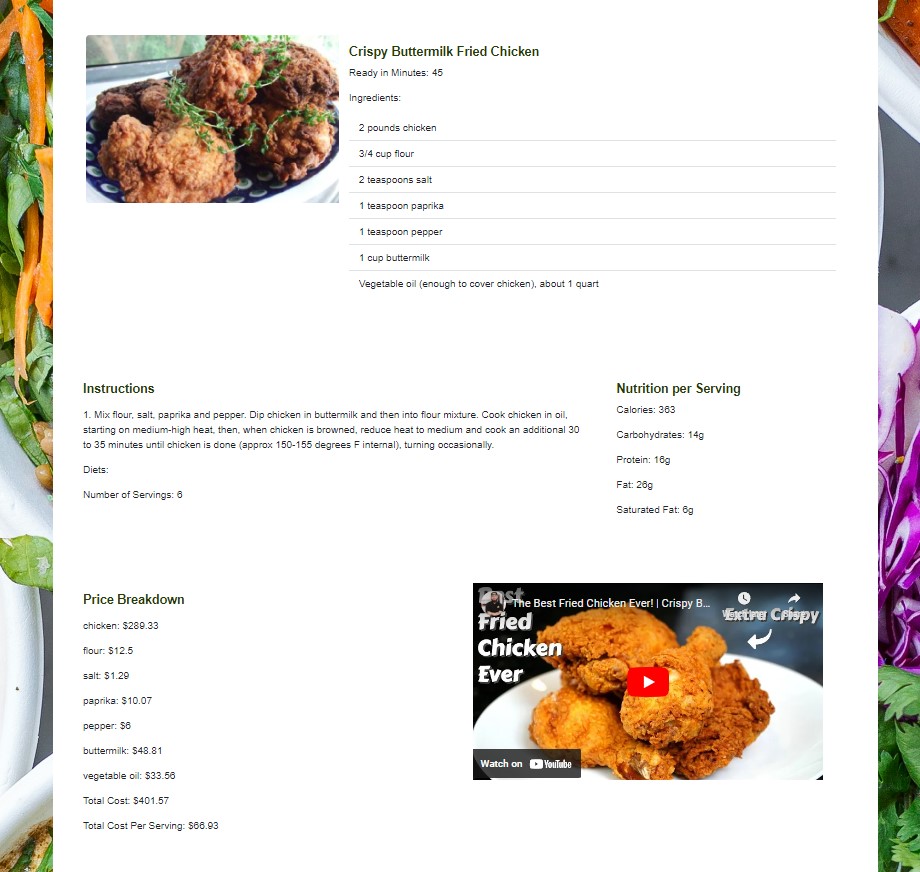 Crispy Buttermilk Fried Chicken
Ready in Minutes: 45
Ingredients:
2 pounds chicken
3/4 cup flour
2 teaspoons salt
1 teaspoon paprika
1 teaspoon pepper
1 cup buttermilk
Vegetable oil (enough to cover chicken), about 1 quart
Instructions
1. Mix flour, salt, paprika and pepper. Dip chicken in buttermilk and then into flour mixture. Cook chicken in oil,
starting on medium-high heat, then, when chicken is browned, reduce heat to medium and cook an additional 30
to 35 minutes until chicken is done (approx 150-155 degrees F internal), turning occasionally.
Diets:
Number of Servings: 6
Nutrition per Serving
Calories: 363
Carbohydrates: 14g
Protein: 16g
Fat: 26g
Saturated Fat: 6g
Price Breakdown
chicken: $289.33
flour: $12.5
salt: $1.29
paprika: $10.07
pepper: $6
buttermilk: $48.81
vegetable oil: $33.56
Total Cost: $401.57
Total Cost Per Serving: $66.93
The Best Fried Chicken Ever! | Crispy B...
Best
Fried
Chicken
Ever
Extra Crispy
Watch on YouTube